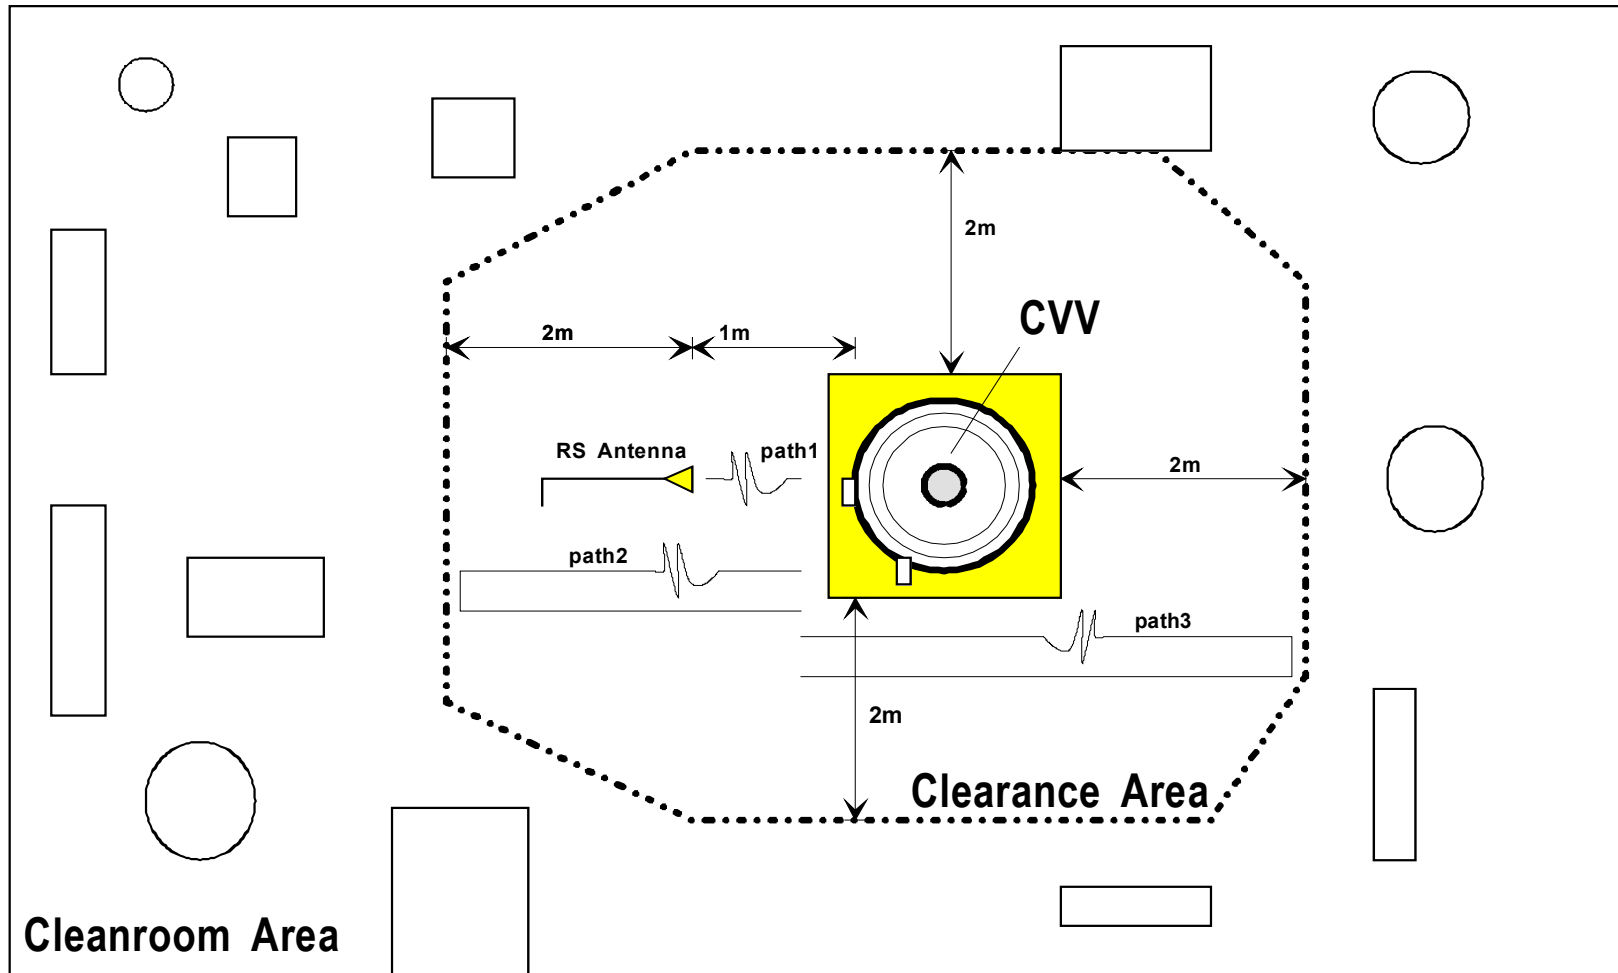 2m
CVV
2m
1m
RS Antenna
path1
2m
path2
path3
2m
Clearance Area
Cleanroom Area